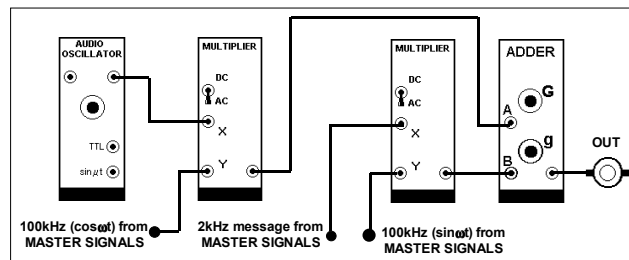 AUDIO
OSCILLATOR
TTL
sinμt
MULTIPLIER
DC
AC
X
Y
MULTIPLIER
DC
AC
X
Y
ADDER
G
A
g
B
OUT
100kHz (cosωt) from
MASTER SIGNALS
2kHz message from
MASTER SIGNALS
100kHz (sinωt) from
MASTER SIGNALS